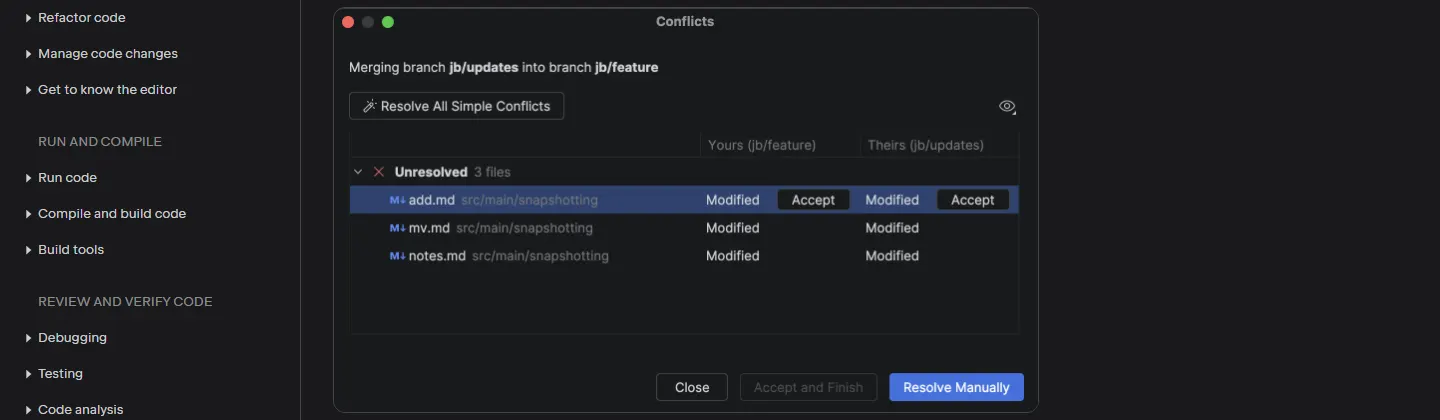 Refactor code
Manage code changes
Get to know the editor
RUN AND COMPILE
Run code
Compile and build code
Build tools
REVIEW AND VERIFY CODE
Debugging
Testing
Code analysis
Conflicts
Merging branch jb/updates into branch jb/feature
Resolve All Simple Conflicts
Yours (jb/feature) Theirs (jb/updates)
Unresolved 3 files
M↓ add.md src/main/snapshotting Modified Accept Modified Accept
M↓ mv.md src/main/snapshotting Modified Modified
M↓ notes.md src/main/snapshotting Modified Modified
Close Accept and Finish Resolve Manually